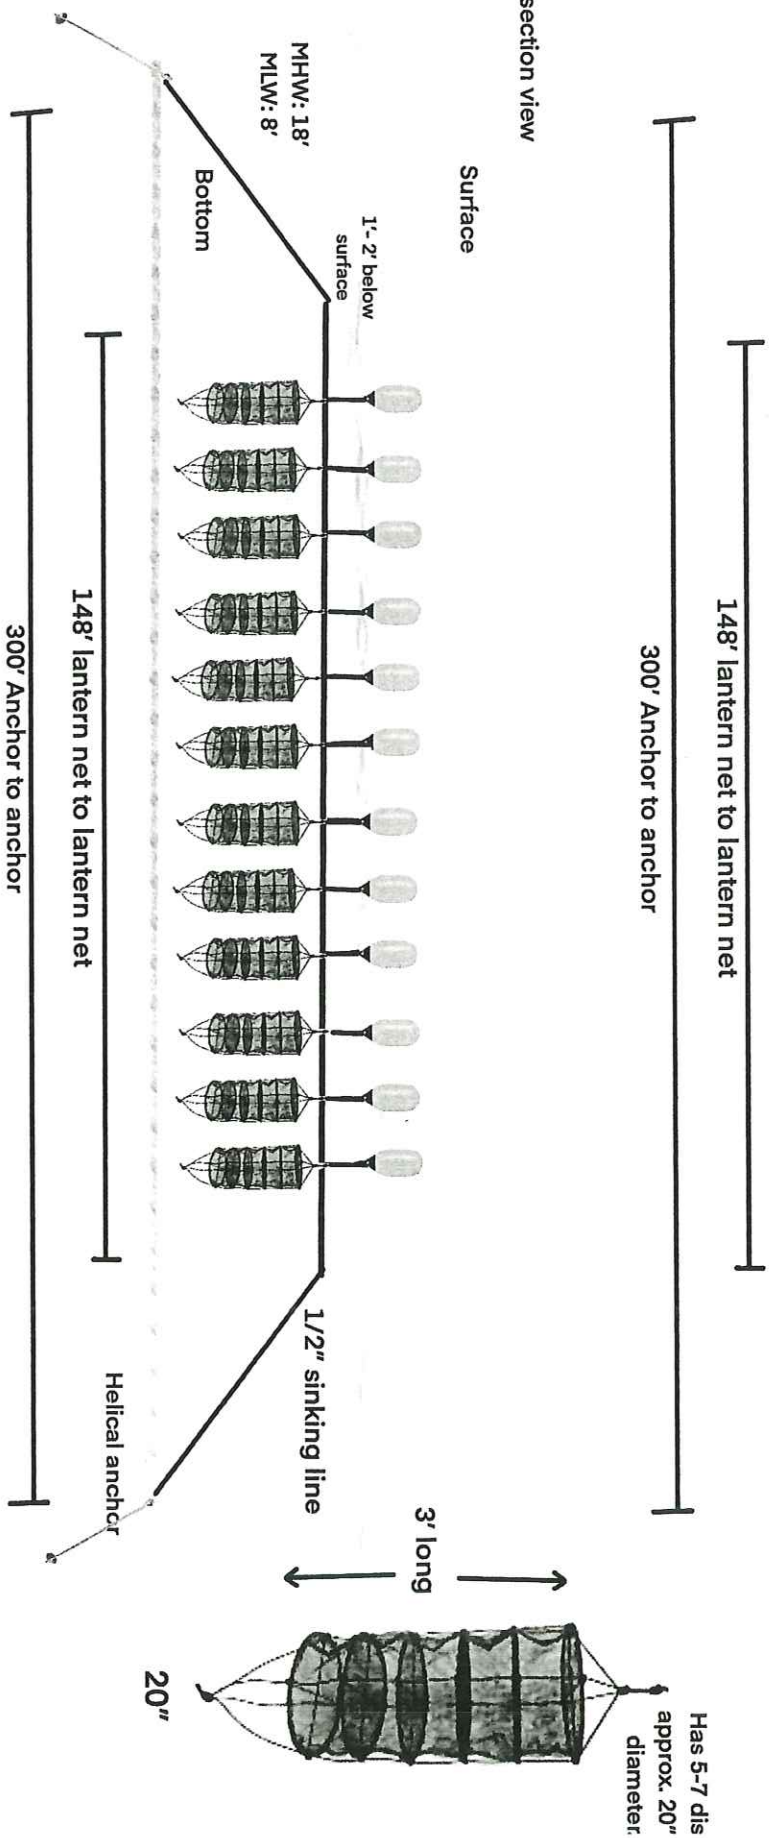 148' lantern net to lantern net
300' Anchor to anchor
section view
Surface
1'- 2' below
surface
MHW: 18'
MLW: 8'
Bottom
1/2" sinking line
Helical anchor
148' lantern net to lantern net
300' Anchor to anchor
Has 5-7 dis
approx. 20"
diameter.
3' long
20"